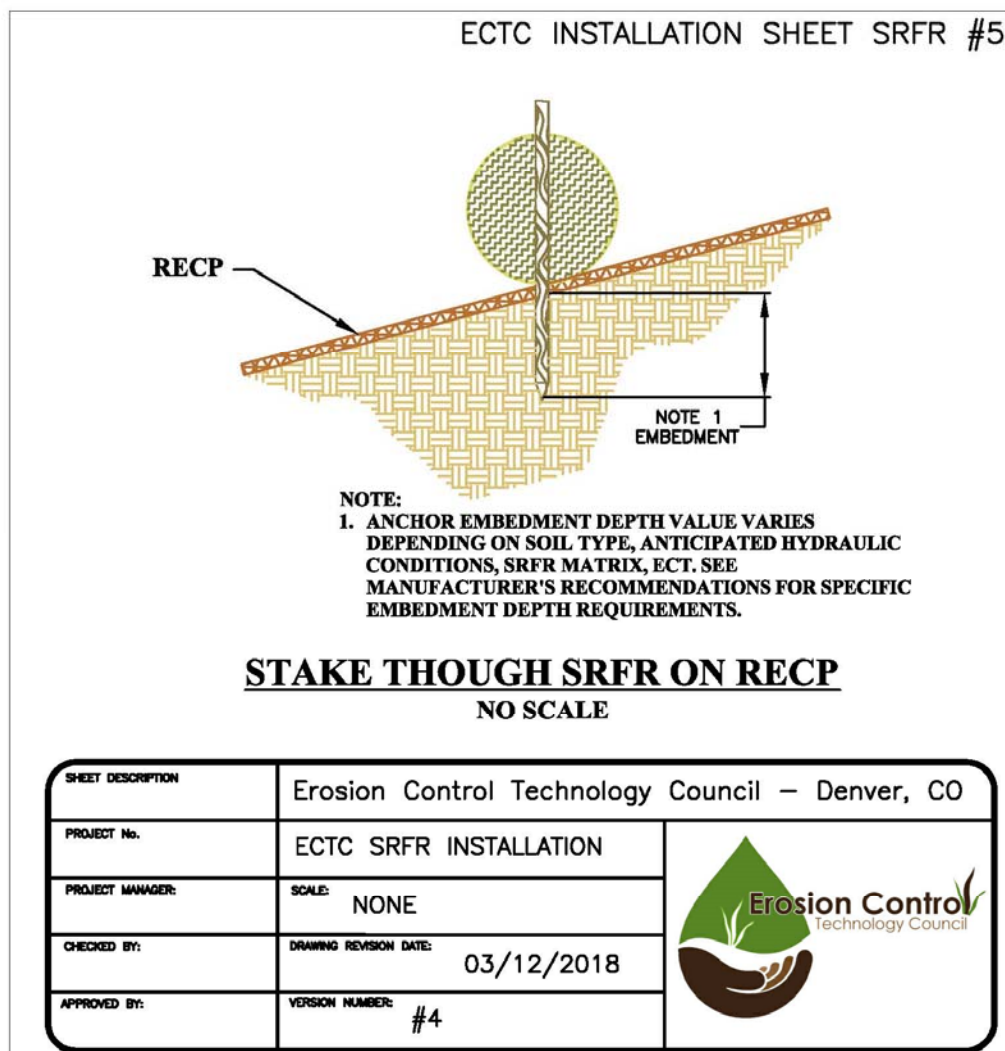 ECTC INSTALLATION SHEET SRFR #5
RECP
NOTE 1
EMBEDMENT
NOTE:
1. ANCHOR EMBEDMENT DEPTH VALUE VARIES
DEPENDING ON SOIL TYPE, ANTICIPATED HYDRAULIC
CONDITIONS, SRFR MATRIX, ECT. SEE
MANUFACTURER'S RECOMMENDATIONS FOR SPECIFIC
EMBEDMENT DEPTH REQUIREMENTS.
STAKE THOUGH SRFR ON RECP
NO SCALE
SHEET DESCRIPTION
Erosion Control Technology Council – Denver, CO
PROJECT No.
ECTC SRFR INSTALLATION
PROJECT MANAGER:
SCALE:
NONE
CHECKED BY:
DRAWING REVISION DATE:
03/12/2018
APPROVED BY:
VERSION NUMBER:
#4
Erosion Control
Technology Council